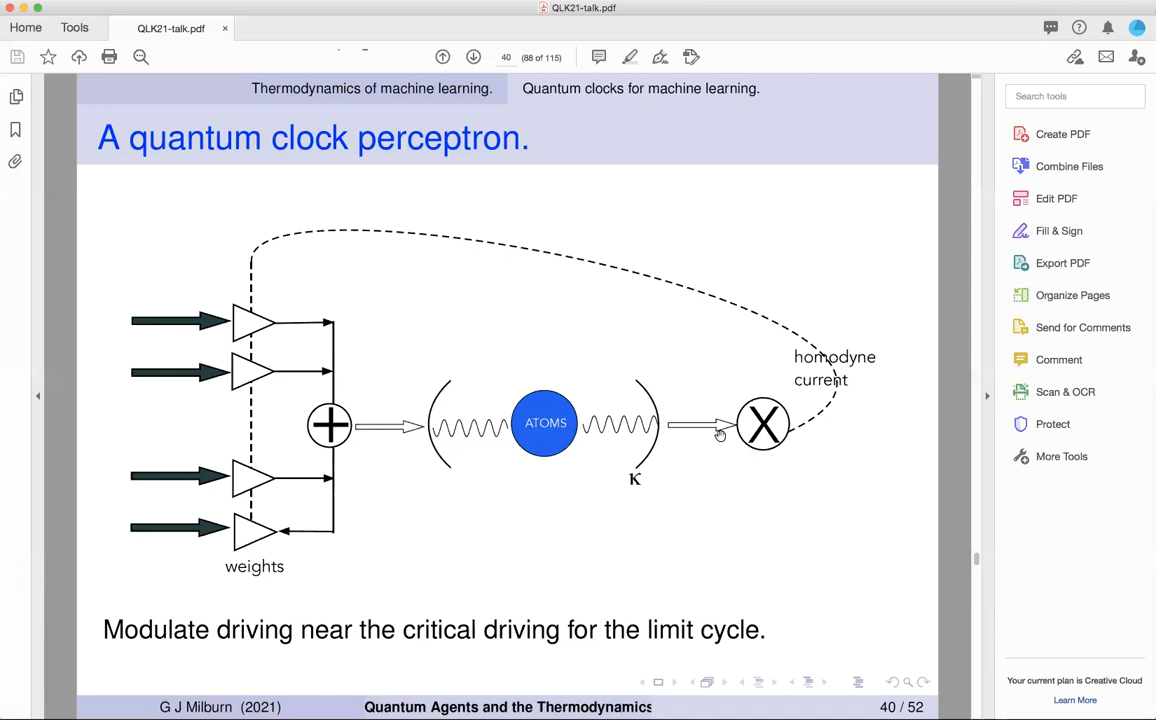 QLK21-talk.pdf
Home
Tools
QLK21-talk.pdf ×
40 (88 of 115)
Thermodynamics of machine learning. Quantum clocks for machine learning.
A quantum clock perceptron.
homodyne
current
+
ATOMS
X
κ
weights
Modulate driving near the critical driving for the limit cycle.
G J Milburn (2021) Quantum Agents and the Thermodynamics 40 / 52
Search tools
Create PDF
Combine Files
Edit PDF
Fill & Sign
Export PDF
Organize Pages
Send for Comments
Comment
Scan & OCR
Protect
More Tools
Your current plan is Creative Cloud
Learn More